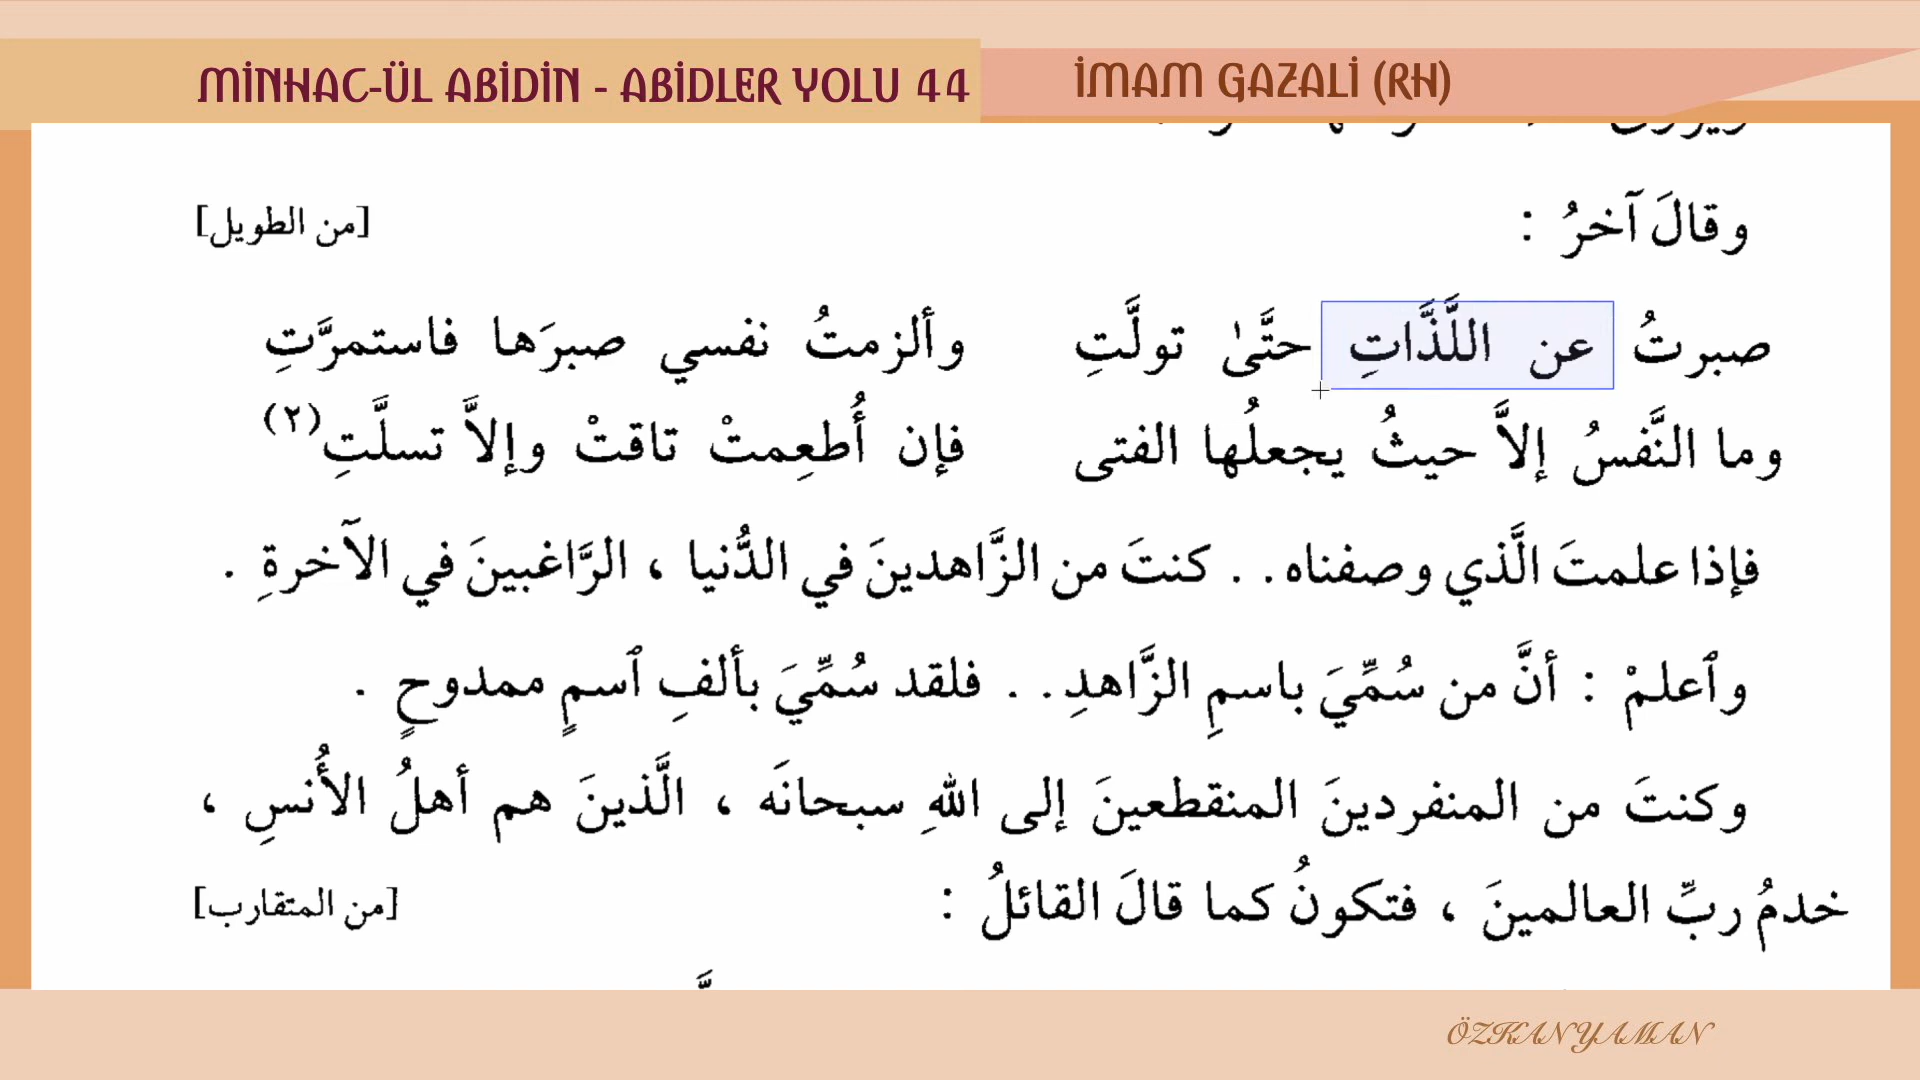 MİNHAC-ÜL ABİDİN - ABİDLER YOLU 44
İMAM GAZALİ (RH)
وقالَ آخرُ : [من الطويل]
صبرتُ عن اللَّذَّاتِ حتَّىٰ تولَّتِ وألزمتُ نفسي صبرَها فاستمرَّتِ
وما النَّفسُ إلاَّ حيثُ يجعلُها الفتى فإن أُطعِمتْ تاقتْ وإلاَّ تسلَّتِ(٢)
فإذا علمتَ الَّذي وصفناه . . كنتَ من الزَّاهدينَ في الدُّنيا ، الرَّاغبينَ في الآخرةِ .
وٱعلمْ : أنَّ من سُمِّيَ باسمِ الزَّاهدِ . . فلقد سُمِّيَ بألفِ ٱسمٍ ممدوحٍ .
وكنتَ من المنفردينَ المنقطعينَ إلى اللهِ سبحانَه ، الَّذينَ هم أهلُ الأُنسِ ،
خدمُ ربِّ العالمينَ ، فتكونُ كما قالَ القائلُ : [من المتقارب]
ÖZKAN YAMAN